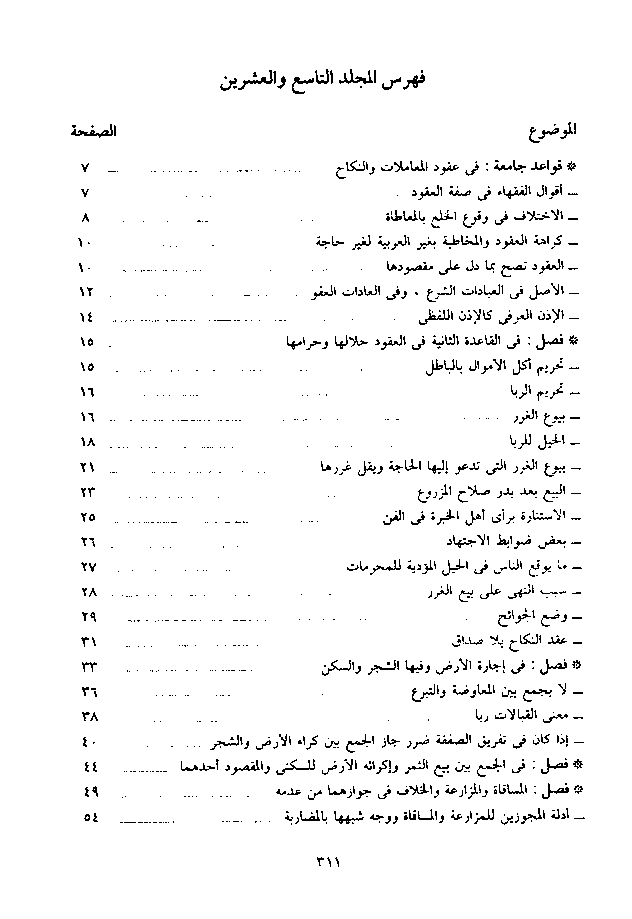 فهرس المجلد التاسع والعشرين
الموضوع الصفحة
* قواعد جامعة : فى عقود المعاملات والنكاح ٧
ـ أقوال الفقهاء فى صفة العقود ٧
ـ الاختلاف فى وقوع الخلع بالمعاطاة ٨
ـ كراهة العقود والمخاطبة بغير العربية لغير حاجة ١٠
ـ العقود تصح بما دل على مقصودها ١٠
ـ الأصل فى العبادات الشرع ، وفى العادات العفو ١٢
ـ الإذن العرفى كالإذن اللفظى ١٤
* فصل : فى القاعدة الثانية فى العقود حلالها وحرامها ١٥
ـ تحريم أكل الأموال بالباطل ١٥
ـ تحريم الربا ١٦
ـ بيوع الغرر ١٦
ـ الحيل للربا ١٨
ـ بيوع الغرر التى تدعو إليها الحاجة ويقل غررها ٢١
ـ البيع بعد بدو صلاح المزروع ٢٣
ـ الاستنارة برأى أهل الخبرة فى الفن ٢٥
ـ بعض ضوابط الاجتهاد ٢٦
ـ ما يوقع الناس فى الحيل المؤدية للمحرمات ٢٧
ـ سبب النهى على بيع الغرر ٢٨
ـ وضع الجوائح ٢٩
ـ عقد النكاح بلا صداق ٣١
* فصل : فى إجارة الأرض وفيها الشجر والسكن ٣٣
ـ لا يجمع بين المعاوضة والتبرع ٣٦
ـ معنى القبالات ربا ٣٨
ـ إذا كان فى تفريق الصفقة ضرر جاز الجمع بين كراء الأرض والشجر ٤٠
* فصل : فى الجمع بين بيع الثمر وإكرائه الأرض للسكنى والمقصود أحدهما ٤٤
* فصل : المساقاة والمزارعة والخلاف فى جوازهما من عدمه ٤٩
ـ ادلة المجوزين للمزارعة والمساقاة ووجه شبهها بالمضاربة ٥٤
٣١١